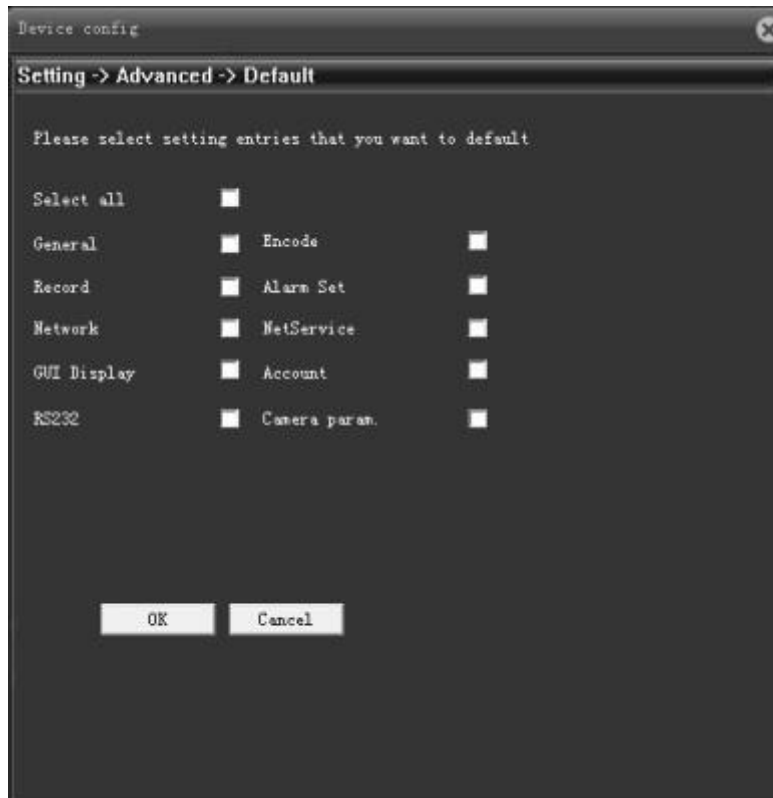 Device config
Setting -> Advanced -> Default
Please select setting entries that you want to default
Select all
General Encode
Record Alarm Set
Network NetService
GUI Display Account
RS232 Camera param.
OK Cancel